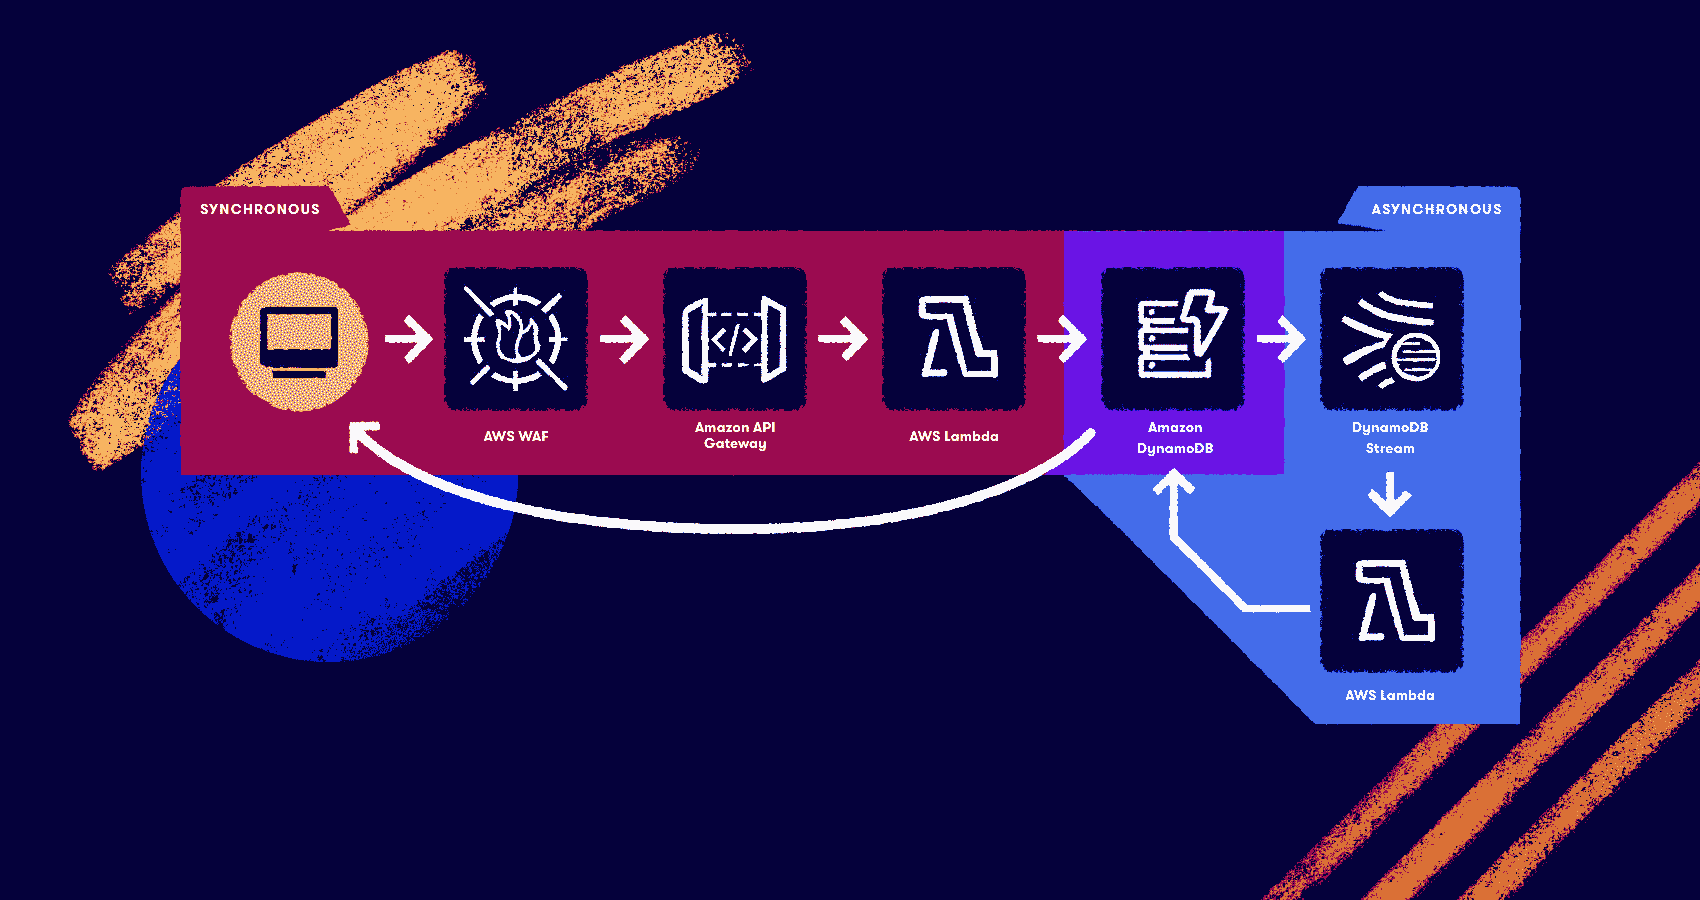 SYNCHRONOUS
ASYNCHRONOUS
</>
AWS WAF
Amazon API
Gateway
AWS Lambda
Amazon
DynamoDB
DynamoDB
Stream
AWS Lambda